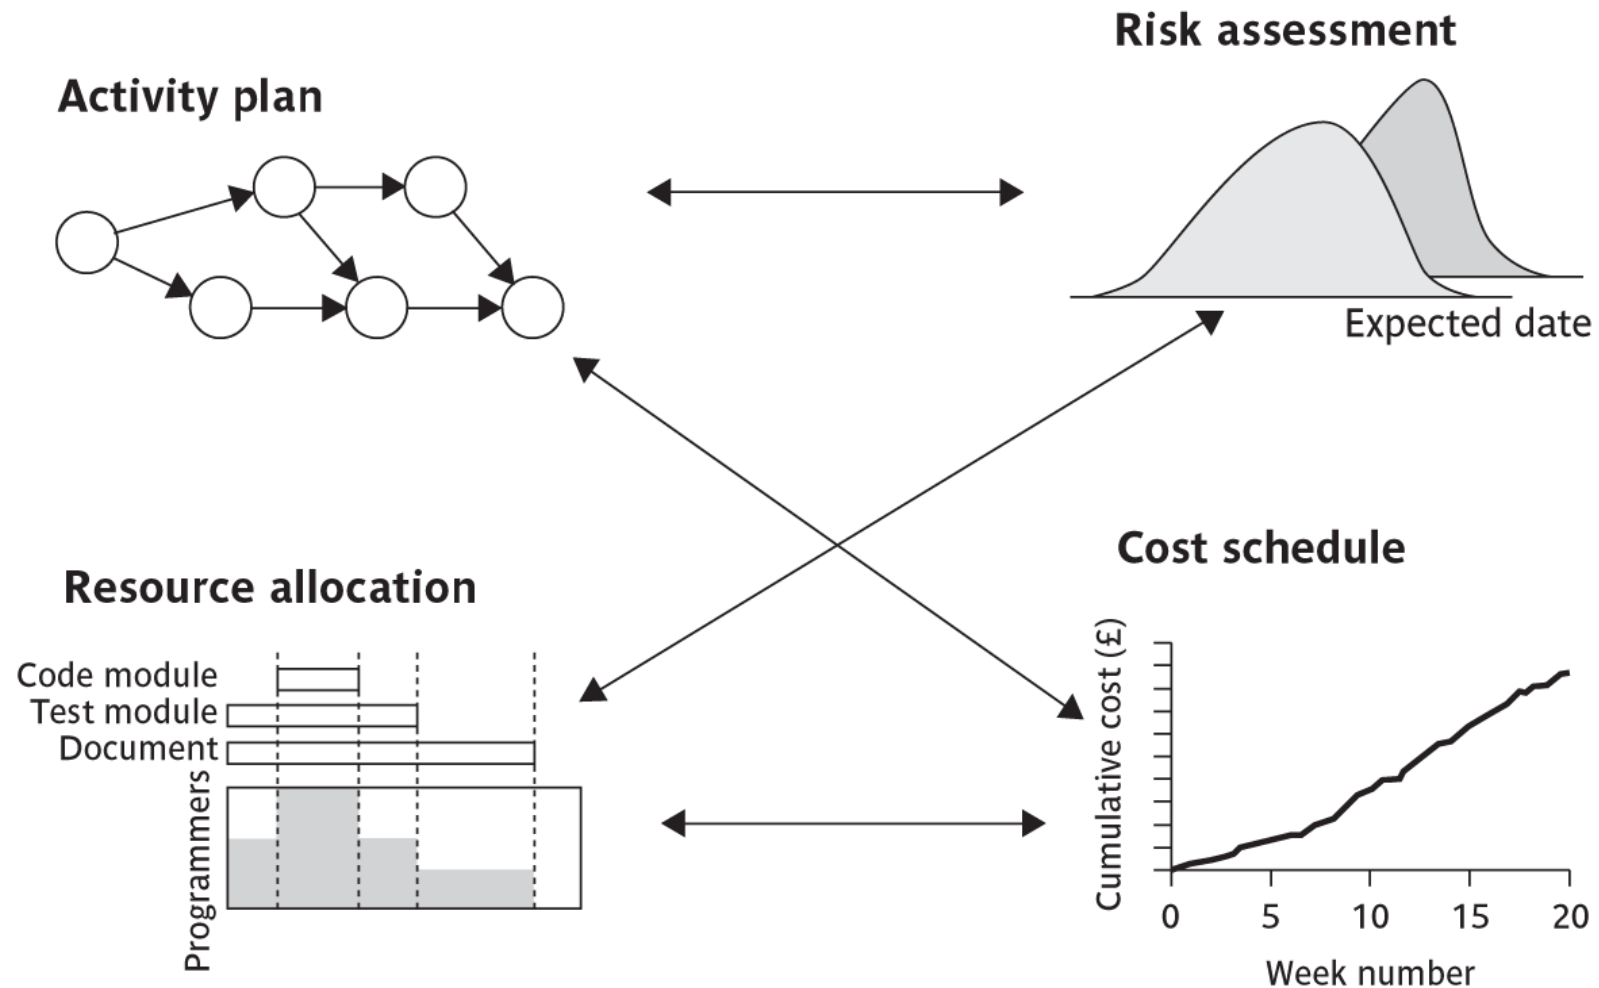 Risk assessment
Activity plan
Expected date
Cost schedule
Resource allocation
Code module
Test module
Document
Programmers
Cumulative cost (£)
0 5 10 15 20
Week number